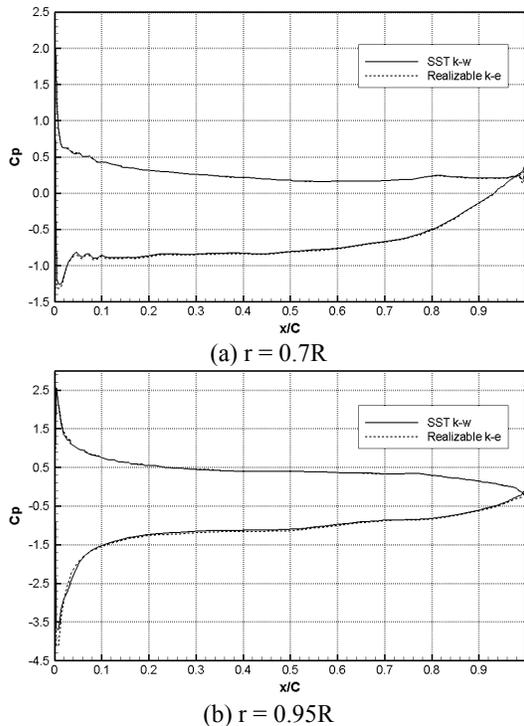 2.5
2.0
1.5
1.0
0.5
0.0
-0.5
-1.0
-1.5
Cp
SST k-w
Realizable k-e
0 0.1 0.2 0.3 0.4 0.5 0.6 0.7 0.8 0.9
x/C
(a) r = 0.7R
2.5
1.5
0.5
-0.5
-1.5
-2.5
-3.5
-4.5
Cp
SST k-w
Realizable k-e
0 0.1 0.2 0.3 0.4 0.5 0.6 0.7 0.8 0.9
x/C
(b) r = 0.95R